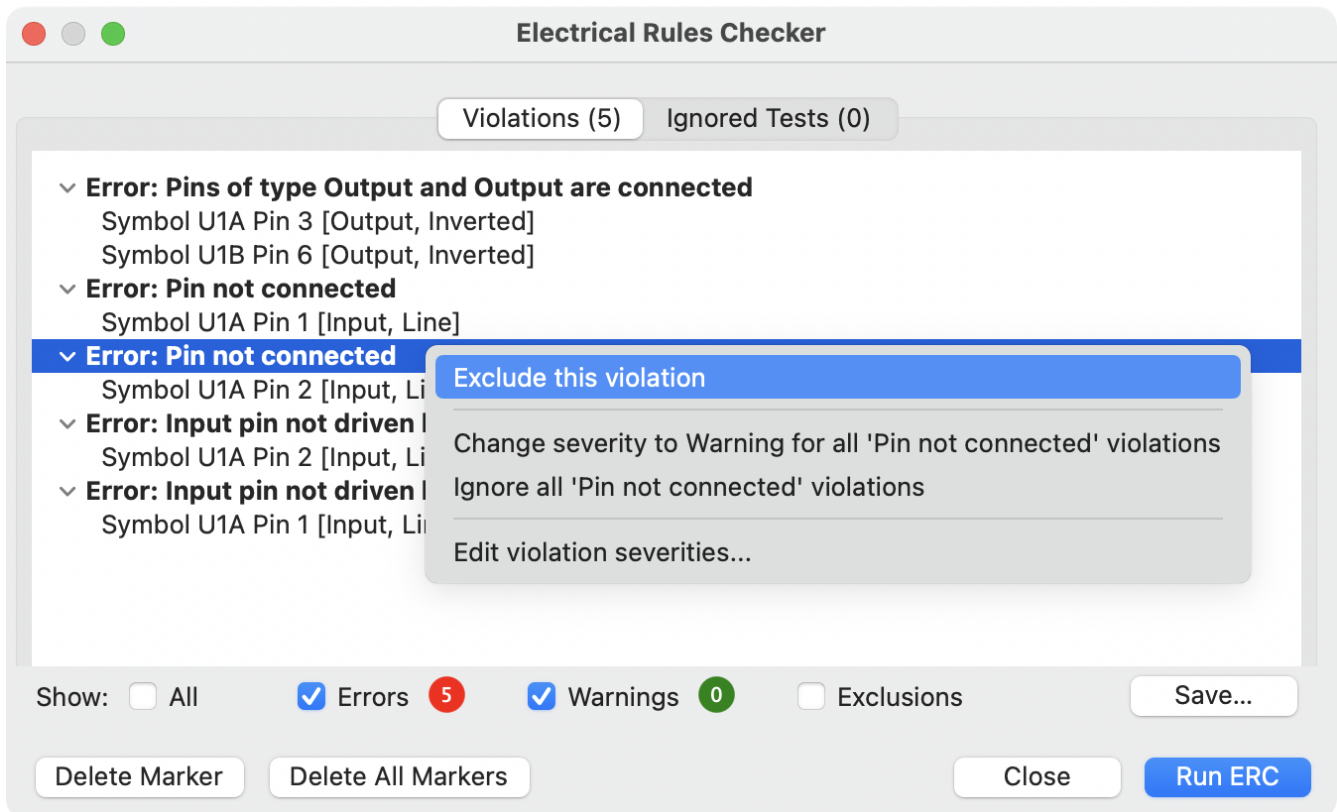 Electrical Rules Checker
Violations (5)
Ignored Tests (0)
Error: Pins of type Output and Output are connected
Symbol U1A Pin 3 [Output, Inverted]
Symbol U1B Pin 6 [Output, Inverted]
Error: Pin not connected
Symbol U1A Pin 1 [Input, Line]
Error: Pin not connected
Symbol U1A Pin 2 [Input, Li
Error: Input pin not driven
Symbol U1A Pin 2 [Input, Li
Error: Input pin not driven
Symbol U1A Pin 1 [Input, Li
Exclude this violation
Change severity to Warning for all 'Pin not connected' violations
Ignore all 'Pin not connected' violations
Edit violation severities...
Show: All Errors 5 Warnings 0 Exclusions Save...
Delete Marker Delete All Markers Close Run ERC